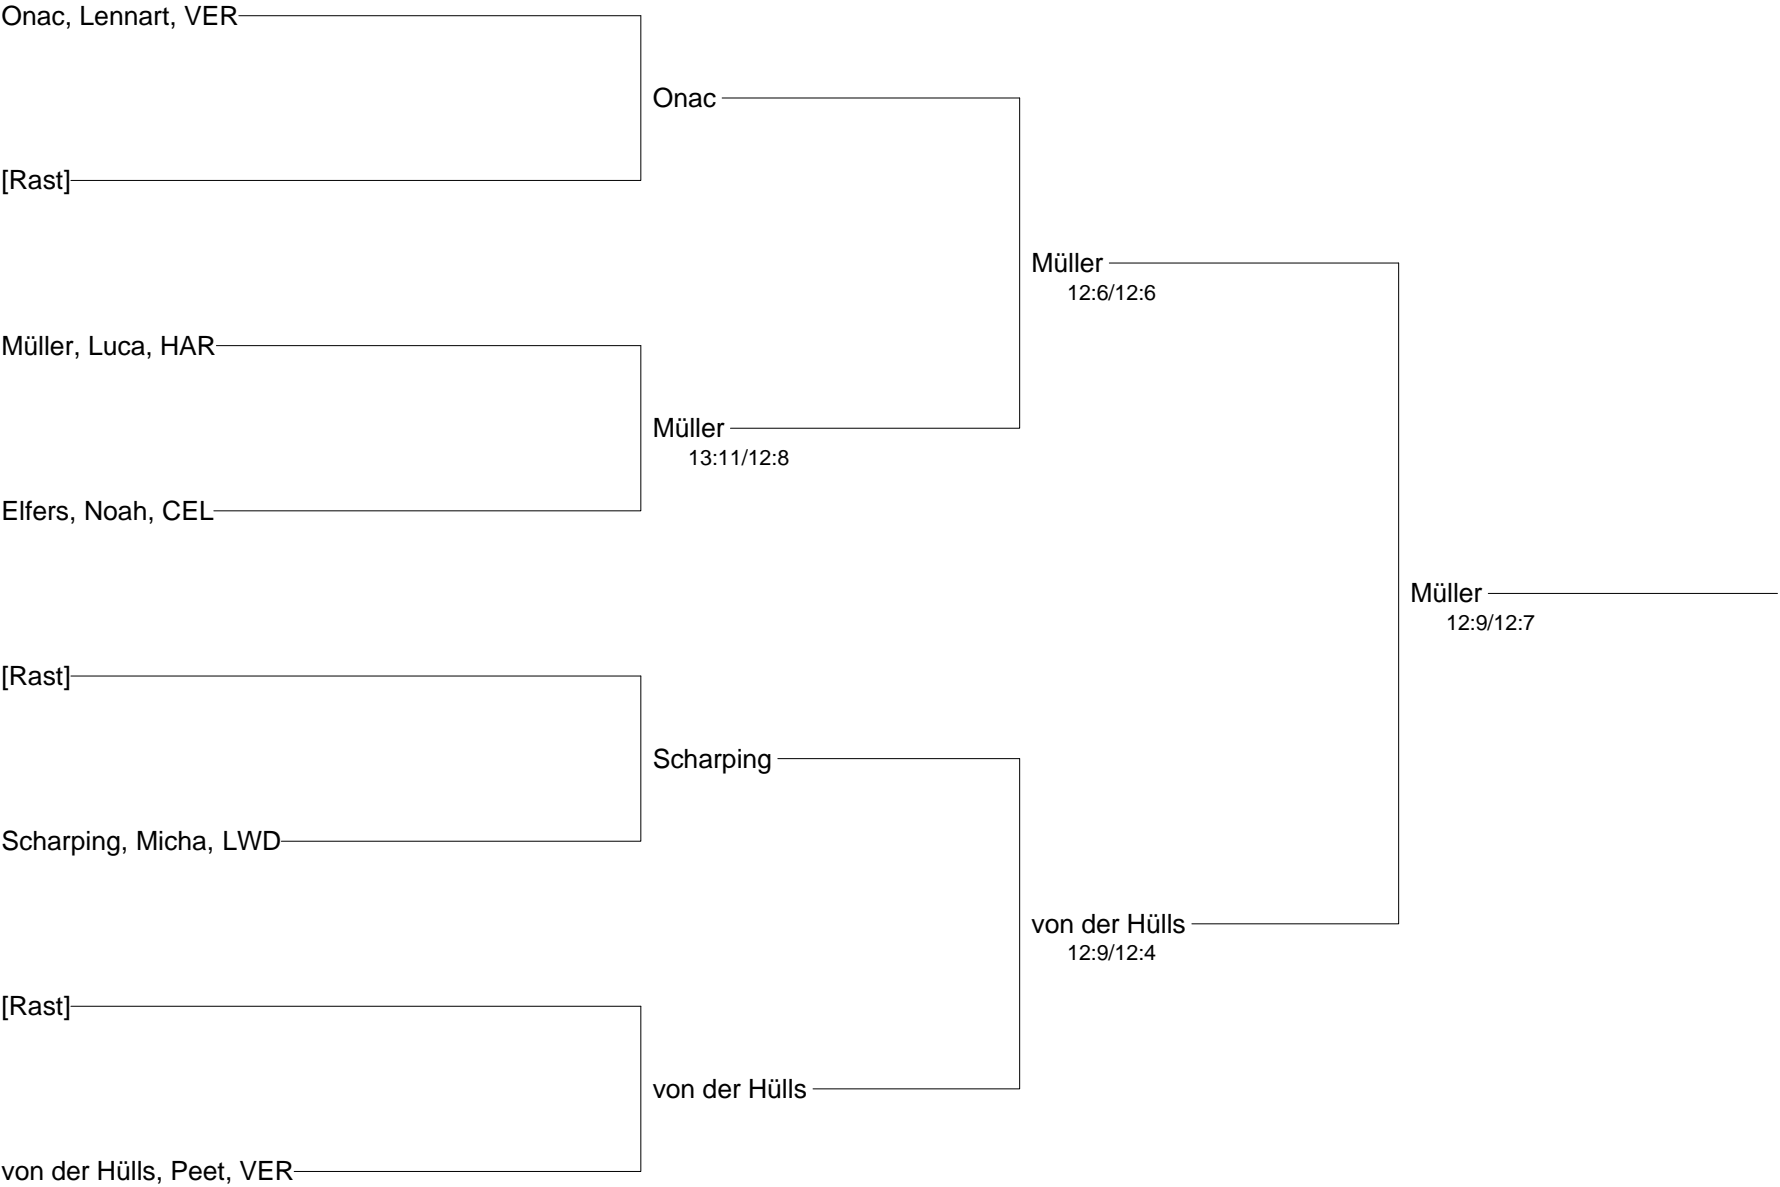 Onac, Lennart, VER
Onac
[Rast]
Müller
12:6/12:6
Müller, Luca, HAR
Müller
13:11/12:8
Elfers, Noah, CEL
Müller
12:9/12:7
[Rast]
Scharping
Scharping, Micha, LWD
von der Hülls
12:9/12:4
[Rast]
von der Hülls
von der Hülls, Peet, VER